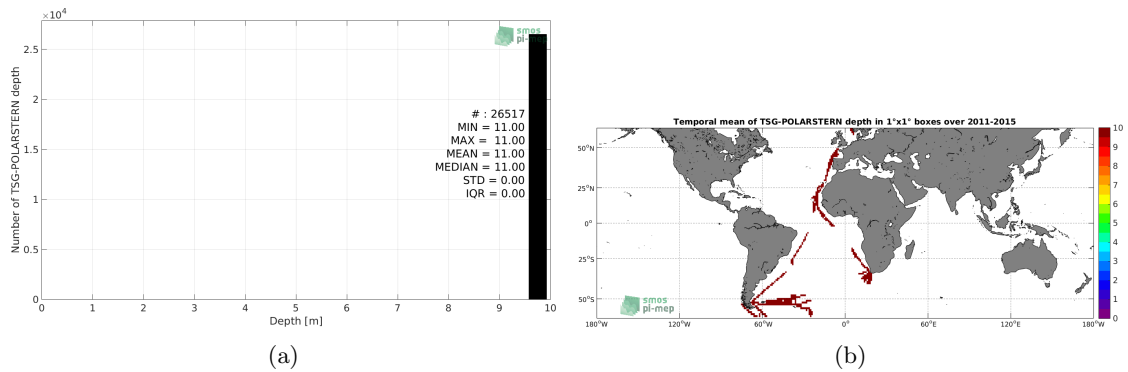 ×10⁴
Number of TSG-POLARSTERN depth
2.5
2
1.5
1
0.5
0
smos
pi-mep
# : 26517
MIN = 11.00
MAX = 11.00
MEAN = 11.00
MEDIAN = 11.00
STD = 0.00
IQR = 0.00
0 1 2 3 4 5 6 7 8 9 10
Depth [m]
(a)
Temporal mean of TSG-POLARSTERN depth in 1°x1° boxes over 2011-2015
50°N
25°N
0°
25°S
50°S
smos
pi-mep
180°W 120°W 60°W 0° 60°E 120°E 180°W
10
9
8
7
6
5
4
3
2
1
0
(b)